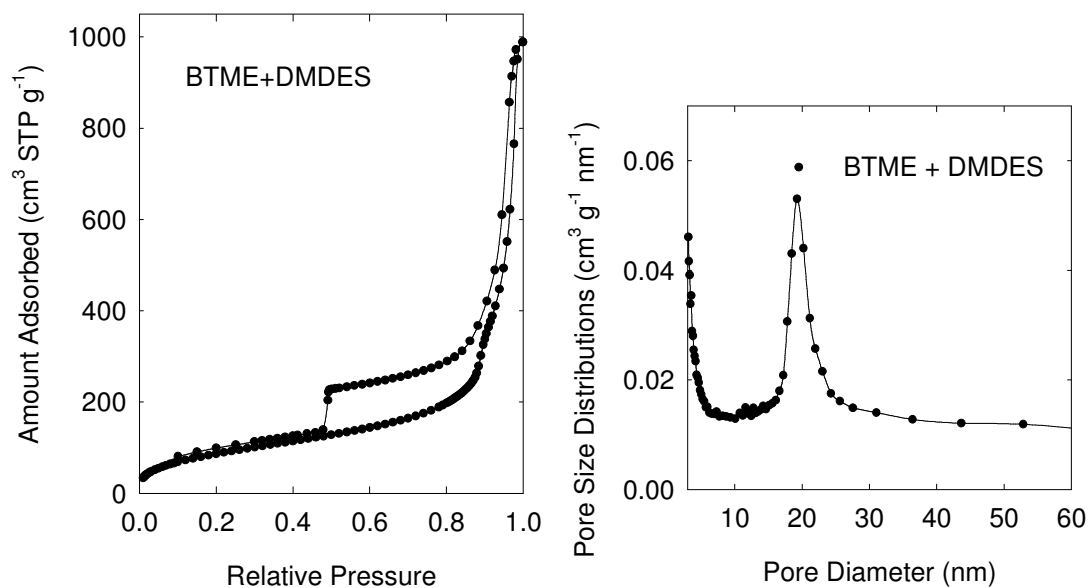 BTME+DMDES
Amount Adsorbed (cm³ STP g⁻¹)
1000
800
600
400
200
0
0.0 0.2 0.4 0.6 0.8 1.0
Relative Pressure
BTME + DMDES
Pore Size Distributions (cm³ g⁻¹ nm⁻¹)
0.06
0.04
0.02
0.00
10 20 30 40 50 60
Pore Diameter (nm)